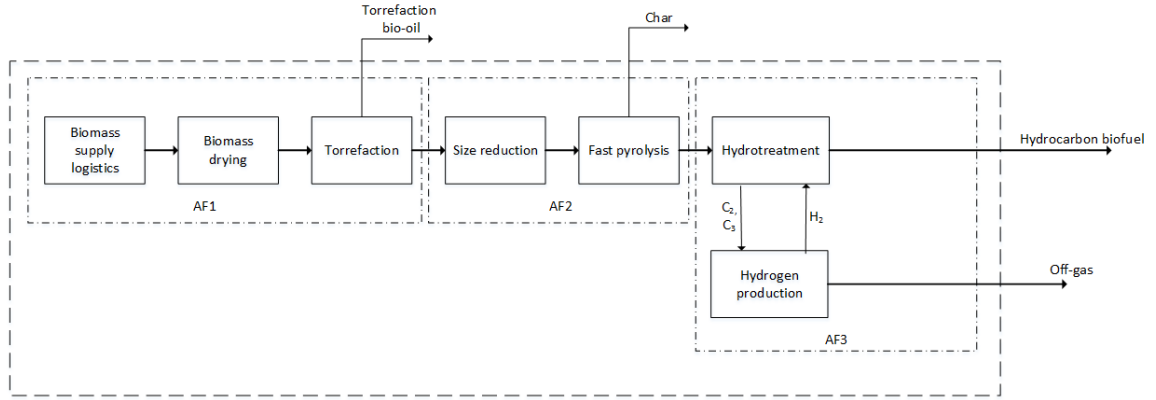 Torrefaction
bio-oil
Char
Biomass
supply
logistics
Biomass
drying
Torrefaction
Size reduction
Fast pyrolysis
Hydrotreatment
Hydrocarbon biofuel
AF1
AF2
C₂,
C₃
H₂
Hydrogen
production
Off-gas
AF3